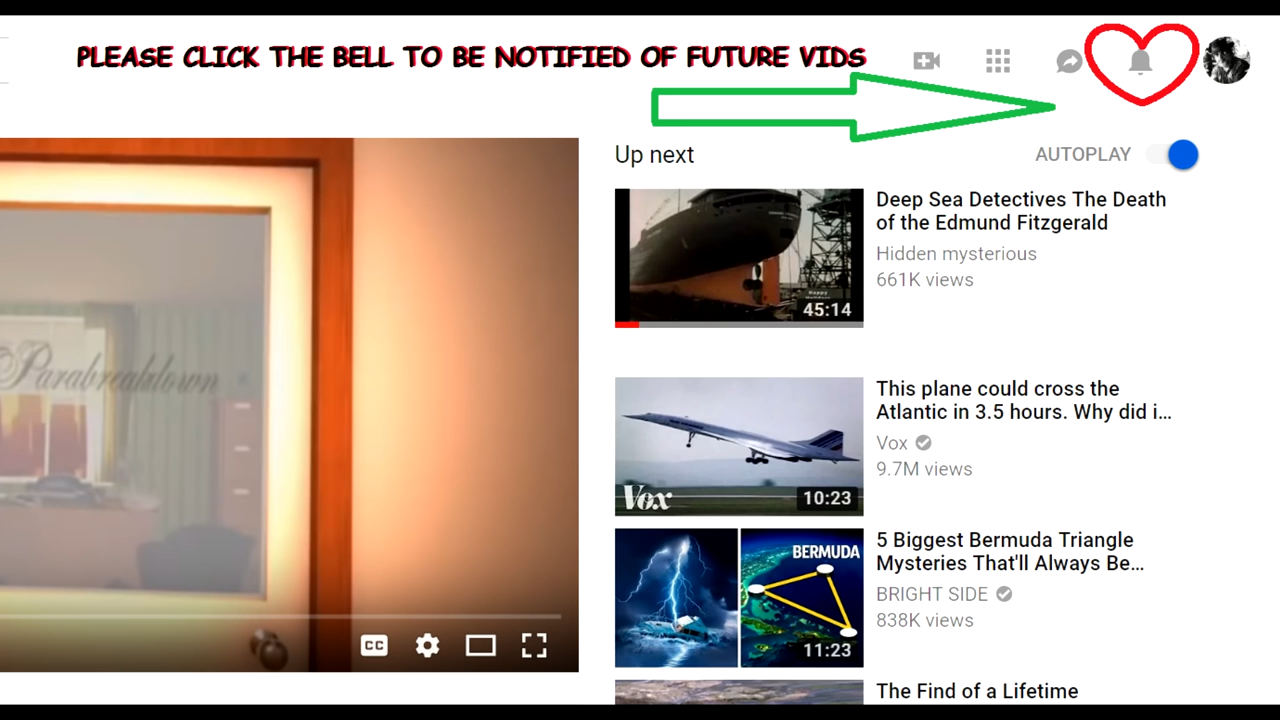 PLEASE CLICK THE BELL TO BE NOTIFIED OF FUTURE VIDS
Up next
AUTOPLAY
Parabreakdown
CC
45:14
Deep Sea Detectives The Death
of the Edmund Fitzgerald
Hidden mysterious
661K views
Vox
10:23
This plane could cross the
Atlantic in 3.5 hours. Why did i...
Vox
9.7M views
BERMUDA
11:23
5 Biggest Bermuda Triangle
Mysteries That'll Always Be...
BRIGHT SIDE
838K views
The Find of a Lifetime